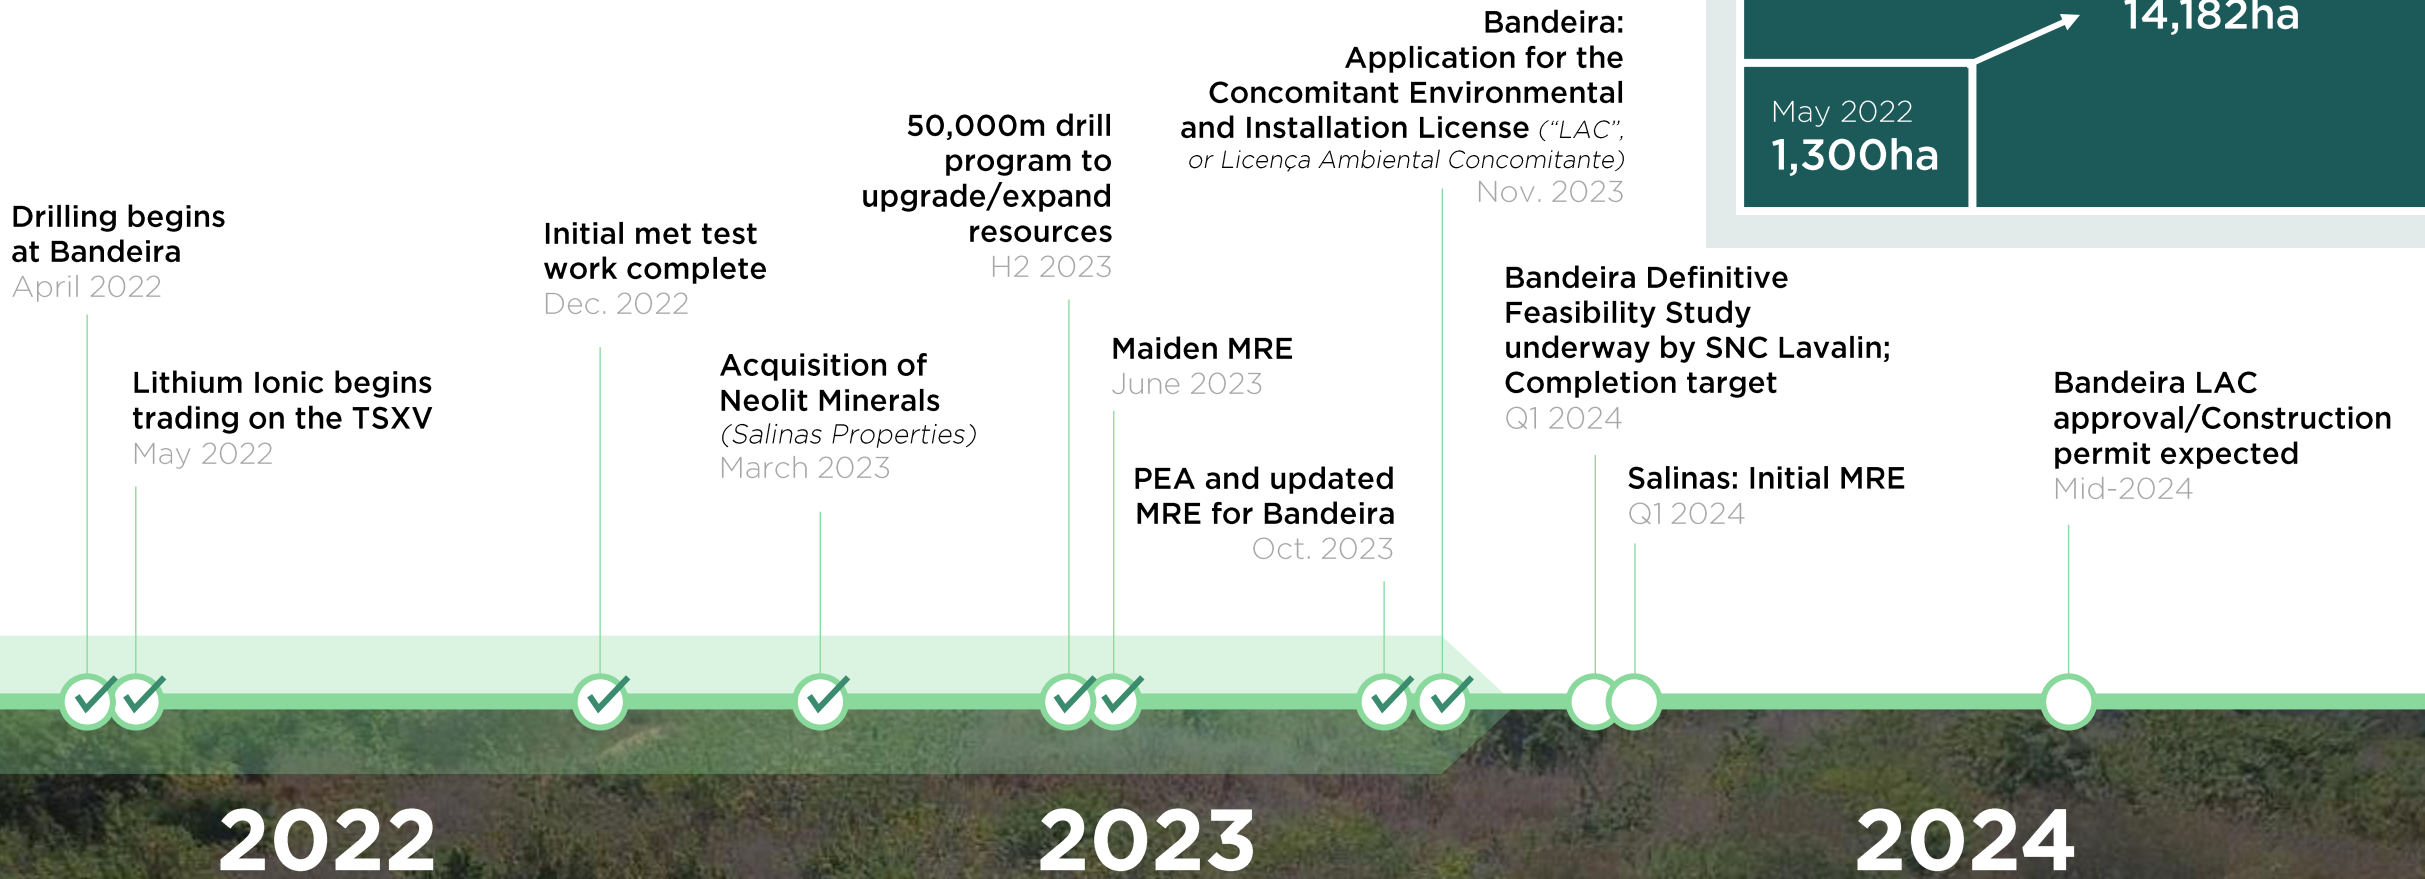 Drilling begins
at Bandeira
April 2022
Lithium Ionic begins
trading on the TSXV
May 2022
Initial met test
work complete
Dec. 2022
Acquisition of
Neolit Minerals
(Salinas Properties)
March 2023
50,000m drill
program to
upgrade/expand
resources
H2 2023
Maiden MRE
June 2023
PEA and updated
MRE for Bandeira
Oct. 2023
Bandeira:
Application for the
Concomitant Environmental
and Installation License (“LAC”,
or Licença Ambiental Concomitante)
Nov. 2023
Bandeira Definitive
Feasibility Study
underway by SNC Lavalin;
Completion target
Q1 2024
Salinas: Initial MRE
Q1 2024
Bandeira LAC
approval/Construction
permit expected
Mid-2024
14,182ha
May 2022
1,300ha
2022
2023
2024